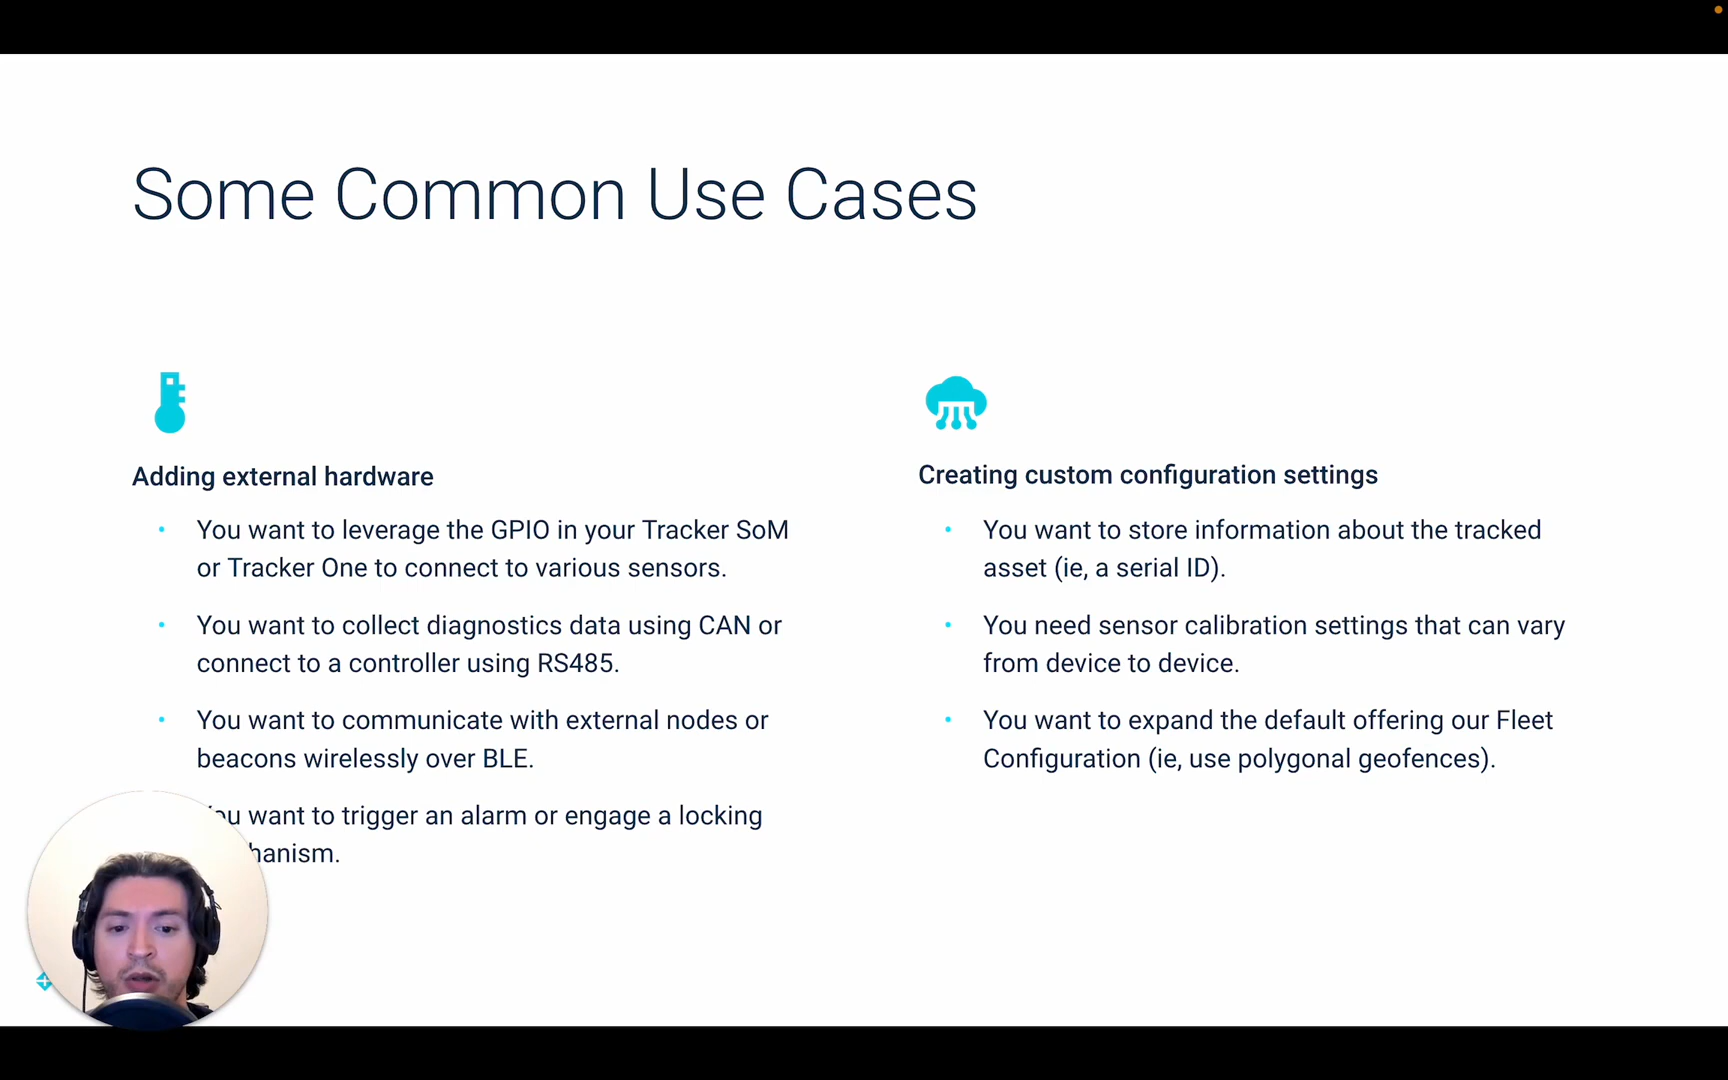 Some Common Use Cases
Adding external hardware
You want to leverage the GPIO in your Tracker SoM
or Tracker One to connect to various sensors.
You want to collect diagnostics data using CAN or
connect to a controller using RS485.
You want to communicate with external nodes or
beacons wirelessly over BLE.
You want to trigger an alarm or engage a locking
Creating custom configuration settings
You want to store information about the tracked
asset (ie, a serial ID).
You need sensor calibration settings that can vary
from device to device.
You want to expand the default offering our Fleet
Configuration (ie, use polygonal geofences).